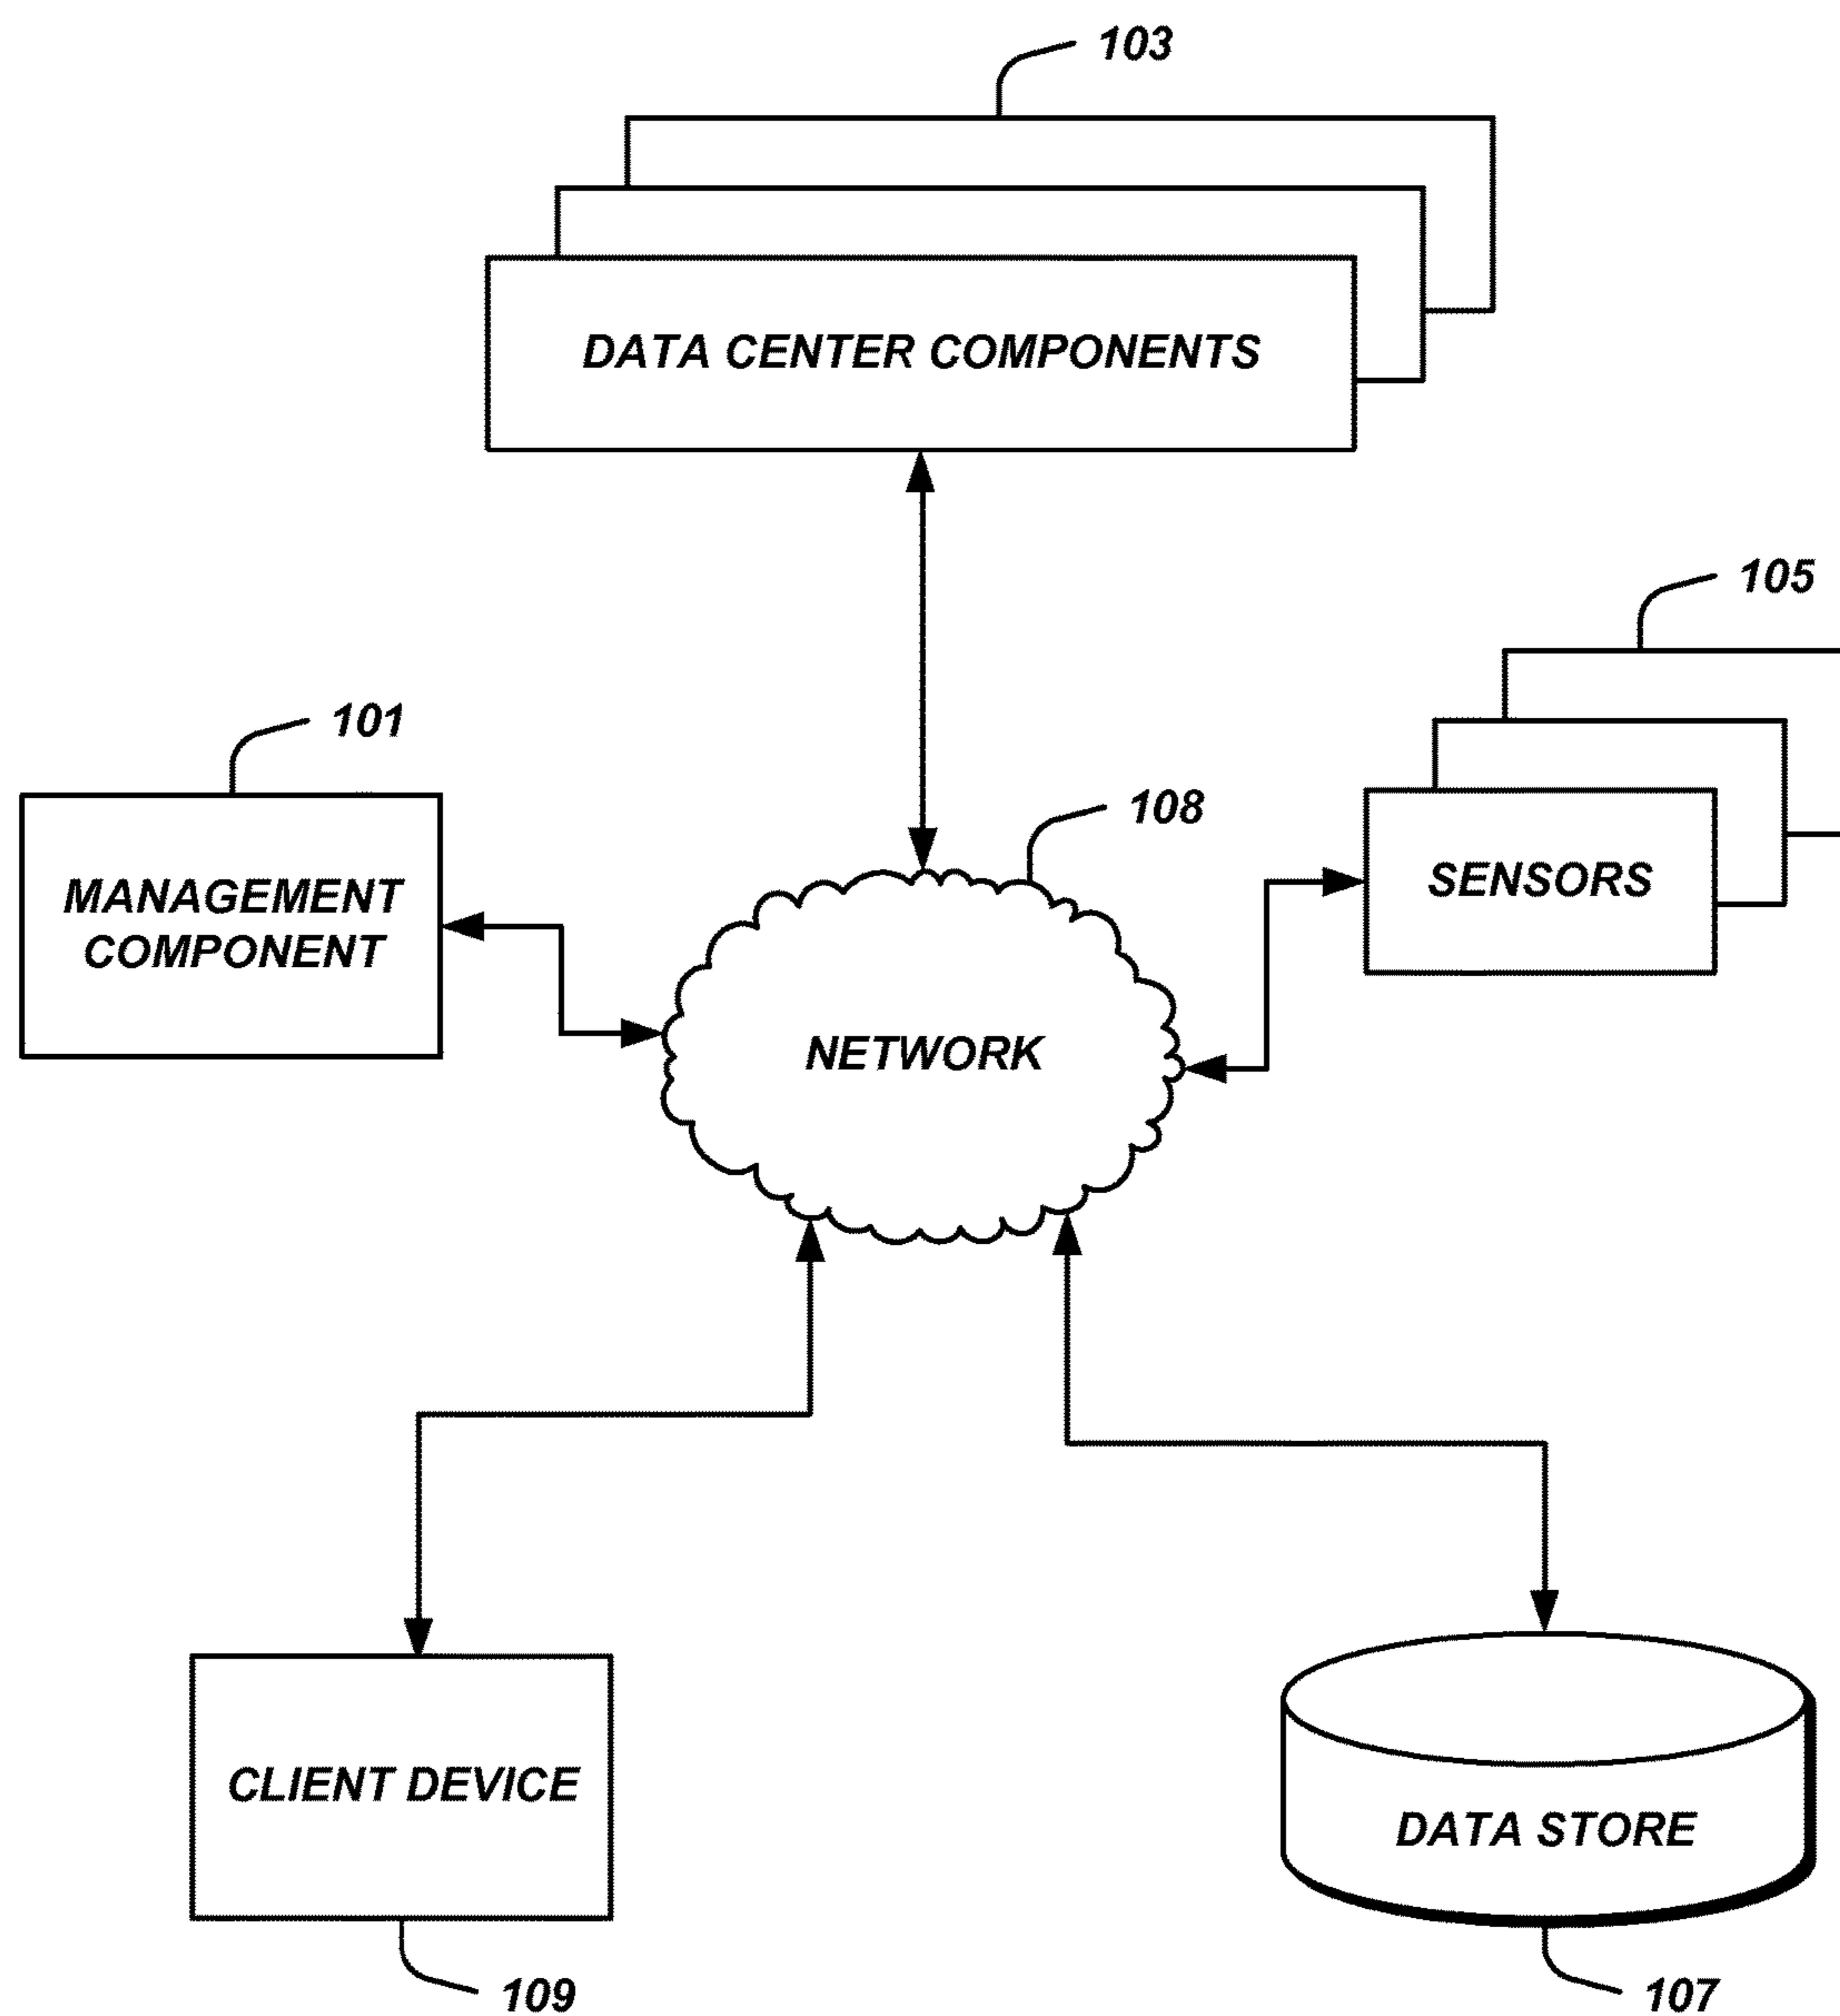 103
DATA CENTER COMPONENTS
105
101
108
MANAGEMENT
COMPONENT
SENSORS
NETWORK
CLIENT DEVICE
DATA STORE
109
107